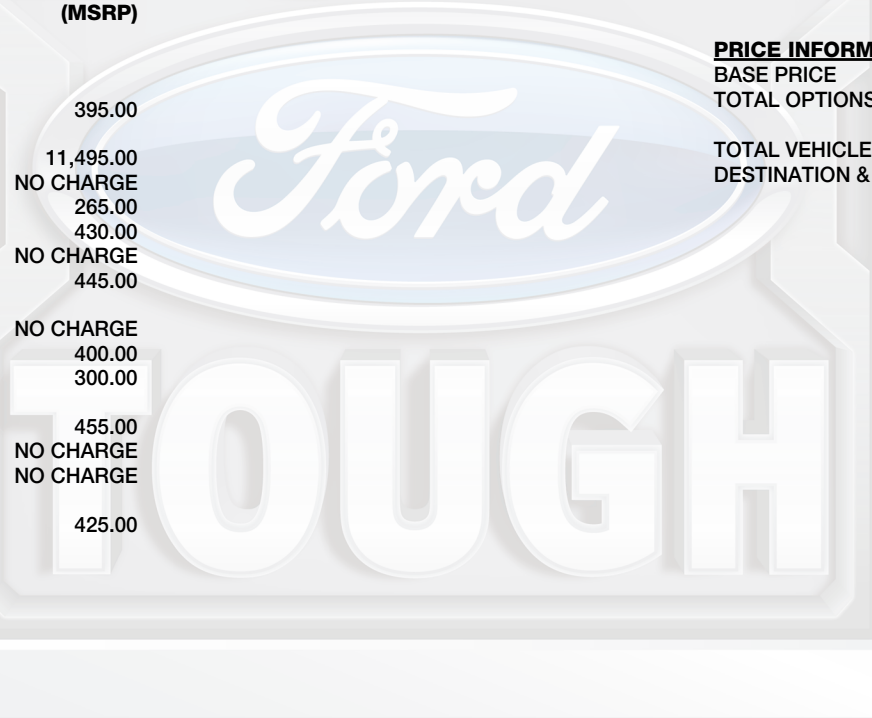 (MSRP)
395.00
11,495.00
NO CHARGE
265.00
430.00
NO CHARGE
445.00
NO CHARGE
400.00
300.00
455.00
NO CHARGE
NO CHARGE
425.00
PRICE INFORM
BASE PRICE
TOTAL OPTIONS
TOTAL VEHICLE
DESTINATION &
Ford
TOUGH